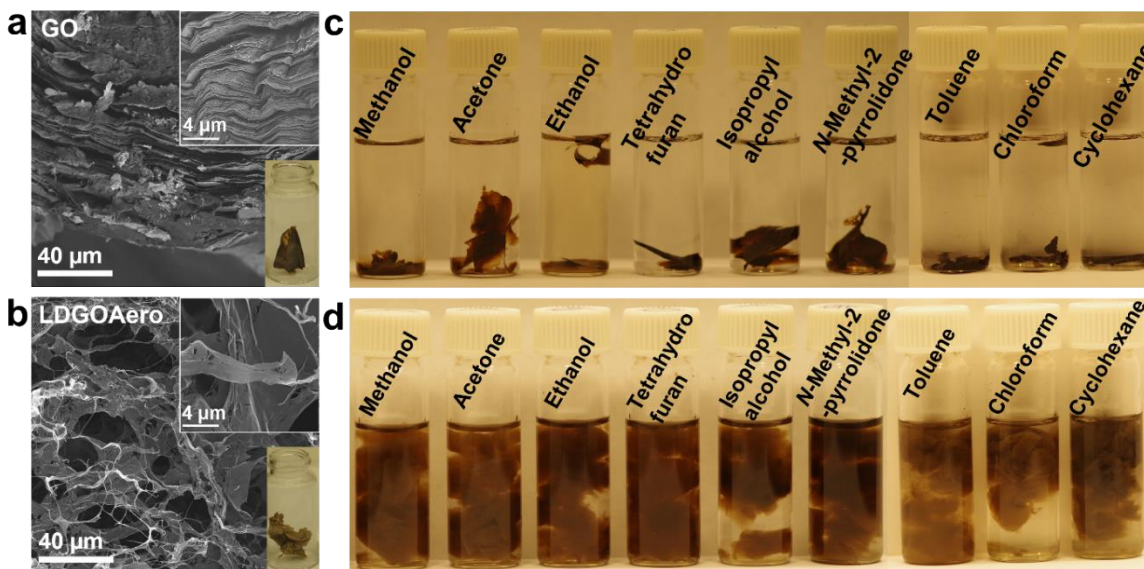 a
GO
4 µm
40 µm
b
LDGOAero
4 µm
40 µm
c
Methanol
Acetone
Ethanol
Tetrahydro
furan
Isopropyl
alcohol
N-Methyl-2
-pyrrolidone
Toluene
Chloroform
Cyclohexane
d
Methanol
Acetone
Ethanol
Tetrahydro
furan
Isopropyl
alcohol
N-Methyl-2
-pyrrolidone
Toluene
Chloroform
Cyclohexane